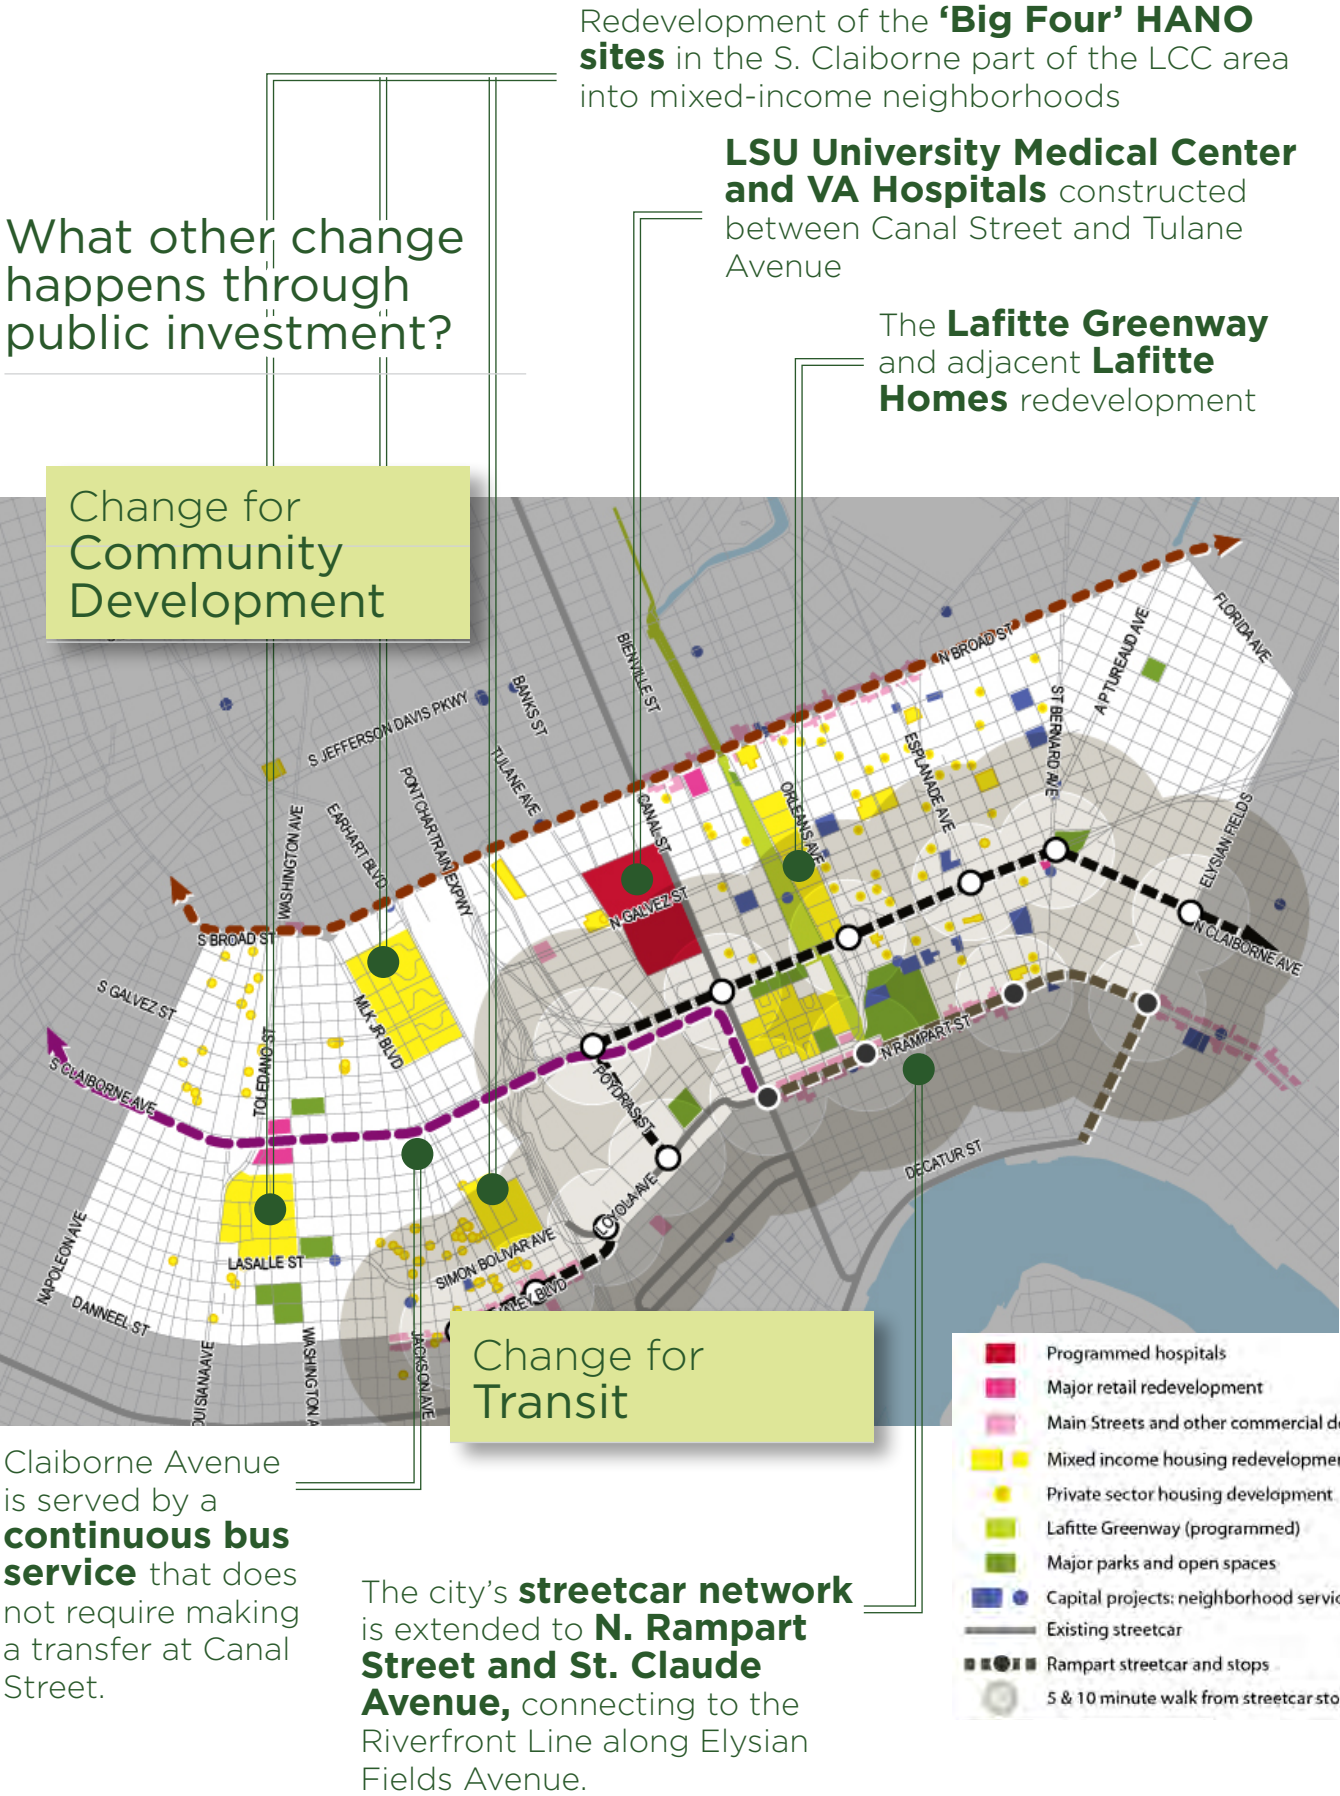 Redevelopment of the ‘Big Four’ HANO
sites in the S. Claiborne part of the LCC area
into mixed-income neighborhoods
LSU University Medical Center
and VA Hospitals constructed
between Canal Street and Tulane
Avenue
What other change
happens through
public investment?
The Lafitte Greenway
and adjacent Lafitte
Homes redevelopment
Change for
Community
Development
FLORIDA AVE
A P TUREAUD AVE
N BROAD ST
BIENVILLE ST
BANKS ST
S JEFFERSON DAVIS PKWY
ST BERNARD AVE
ESPLANADE AVE
TULANE AVE
PONTCHARTRAIN EXPWY
ORLEANS AVE
CANAL ST
EARHART BLVD
WASHINGTON AVE
ELYSIAN FIELDS
N GALVEZ ST
S BROAD ST
N CLAIBORNE AVE
S GALVEZ ST
MLK JR BLVD
TOLEDANO ST
N RAMPART ST
S CLAIBORNE AVE
POYDRAS ST
DECATUR ST
LOYOLA AVE
NAPOLEON AVE
LASALLE ST
SIMON BOLIVAR AVE
DANNEEL ST
ALEY BLVD
OUISIANA AVE
WASHINGTON A
JACKSON AVE
Change for
Transit
Programmed hospitals
Major retail redevelopment
Main Streets and other commercial de
Mixed income housing redevelopmen
Private sector housing development
Lafitte Greenway (programmed)
Major parks and open spaces
Capital projects: neighborhood servic
Existing streetcar
Rampart streetcar and stops
5 & 10 minute walk from streetcar sto
Claiborne Avenue
is served by a
continuous bus
service that does
not require making
a transfer at Canal
Street.
The city’s streetcar network
is extended to N. Rampart
Street and St. Claude
Avenue, connecting to the
Riverfront Line along Elysian
Fields Avenue.